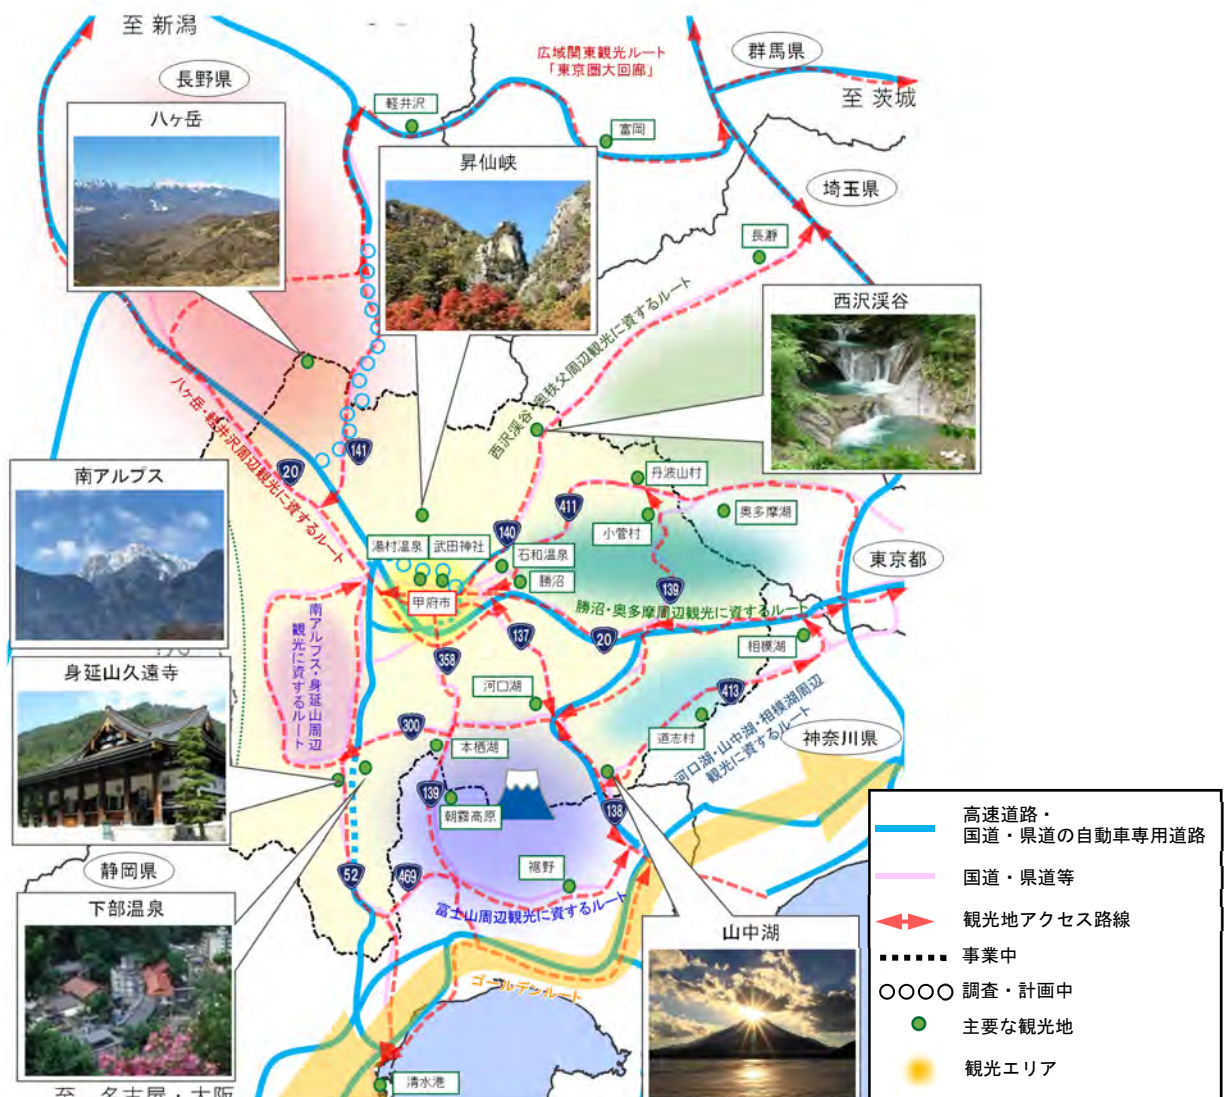 至 新潟
長野県
広域関東観光ルート
「東京圏大回廊」
群馬県
至 茨城
軽井沢
富岡
八ヶ岳
昇仙峡
埼玉県
長瀞
西沢渓谷
西沢渓谷・奥秩父周辺観光に資するルート
八ヶ岳・軽井沢周辺観光に資するルート
141
20
南アルプス
丹波山村
411
小菅村
奥多摩湖
140
湯村温泉
武田神社
石和温泉
勝沼
東京都
甲府市
139
勝沼・奥多摩周辺観光に資するルート
137
20
相模湖
南アルプス・身延山周辺
観光に資するルート
358
身延山久遠寺
河口湖
413
道志村
300
本栖湖
河口湖・山中湖・相模湖周辺
観光に資するルート
神奈川県
139
朝霧高原
138
静岡県
52
469
裾野
富士山周辺観光に資するルート
下部温泉
山中湖
ゴールデンルート
清水港
至 名古屋・大阪
高速道路・
国道・県道の自動車専用道路
国道・県道等
観光地アクセス路線
事業中
調査・計画中
主要な観光地
観光エリア